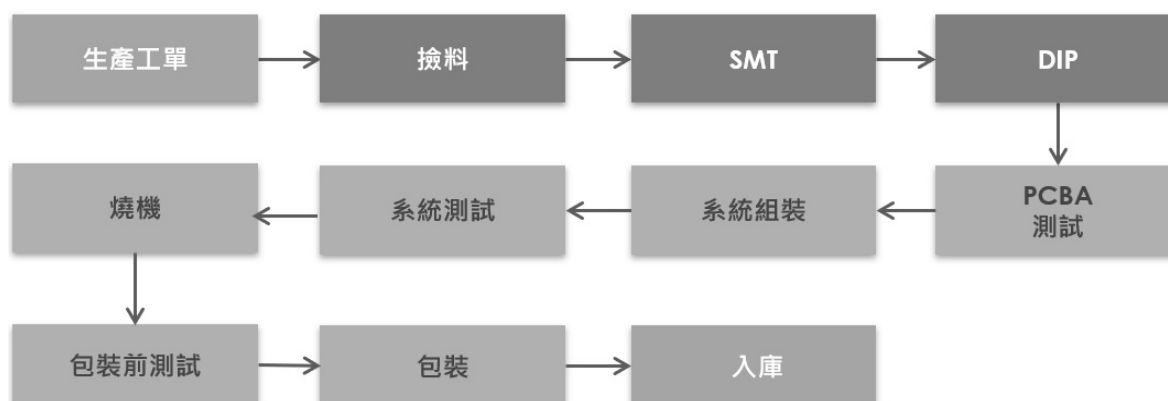 生產工單
撿料
SMT
DIP
PCBA
測試
系統組裝
系統測試
燒機
包裝前測試
包裝
入庫